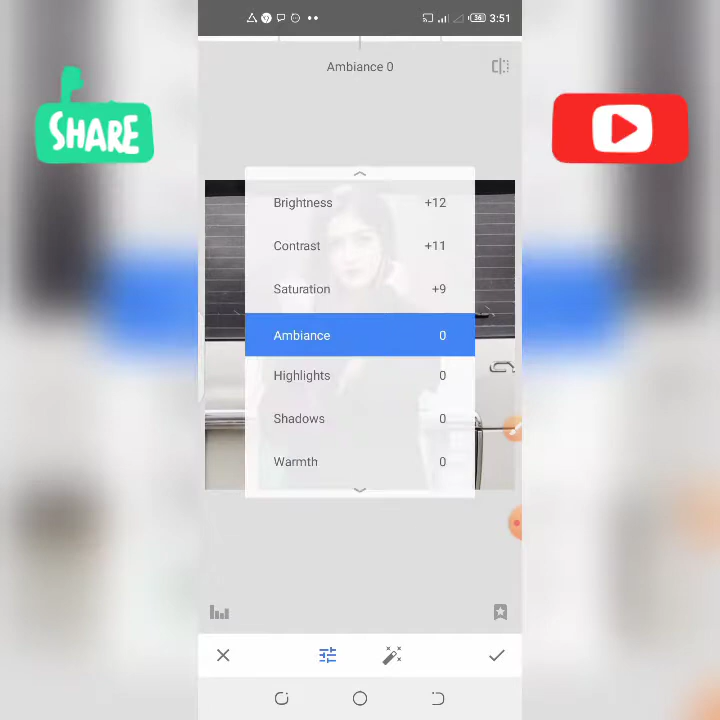 36 3:51
Ambiance 0
SHARE
Brightness +12
Contrast +11
Saturation +9
Ambiance 0
Highlights 0
Shadows 0
Warmth 0